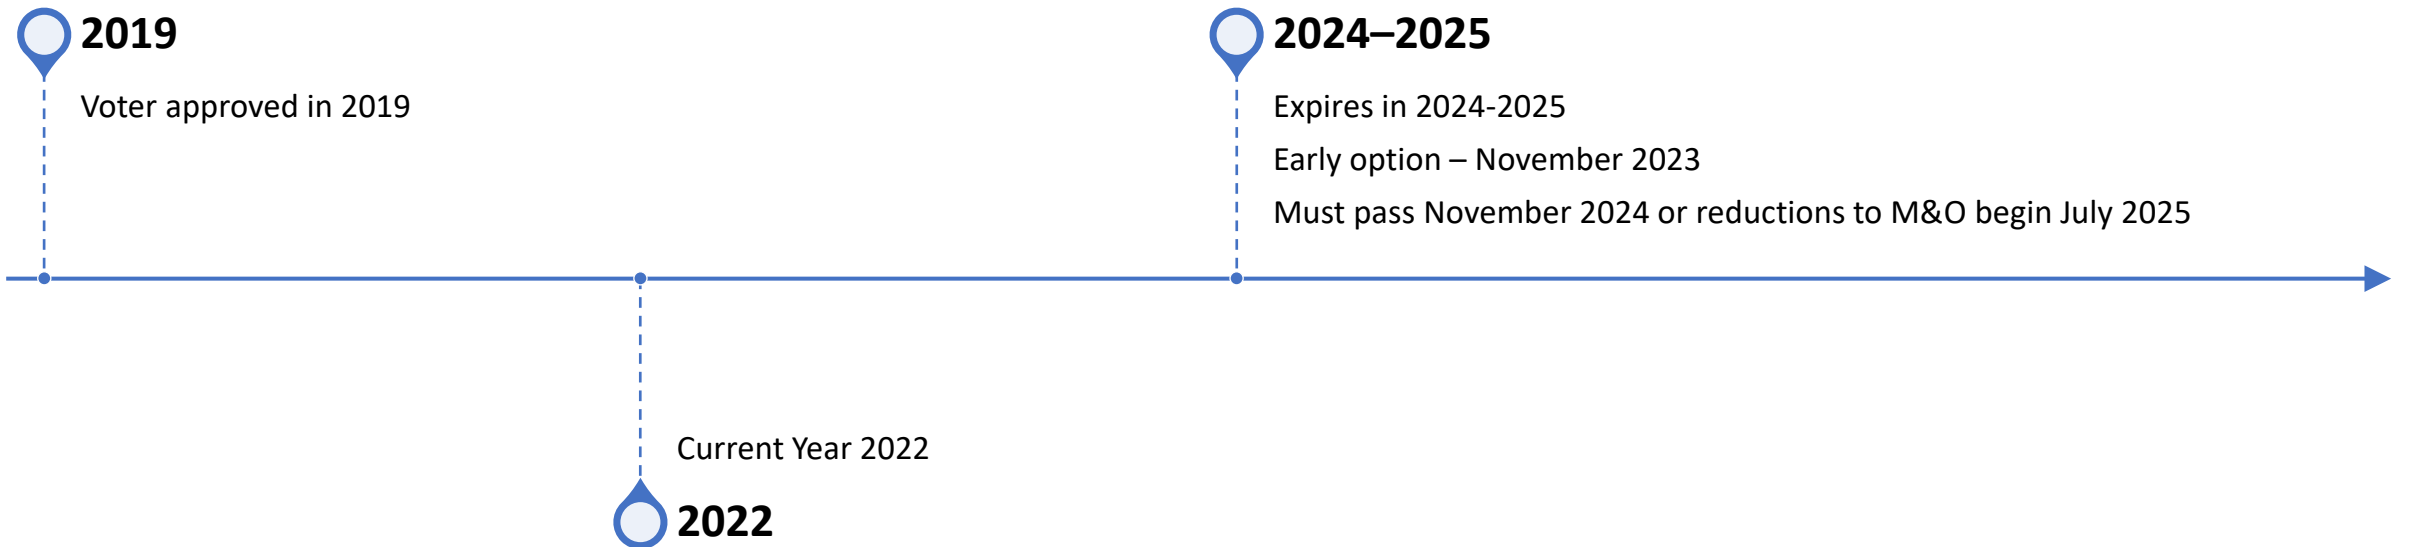 2019
Voter approved in 2019
2024–2025
Expires in 2024-2025
Early option – November 2023
Must pass November 2024 or reductions to M&O begin July 2025
Current Year 2022
2022